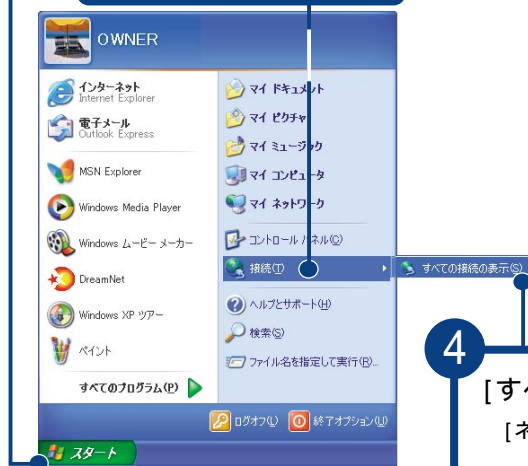 OWNER
インターネット
Internet Explorer
電子メール
Outlook Express
MSN Explorer
Windows Media Player
Windows ムービー メーカー
DreamNet
Windows XP ツアー
ペイント
すべてのプログラム(P)
マイ ドキュメント
マイ ピクチャ
マイ ミュージック
マイ コンピュータ
マイ ネットワーク
コントロール パネル(C)
接続(T)
すべての接続の表示(S)
ヘルプとサポート(H)
検索(S)
ファイル名を指定して実行(R)...
ログオフ(L) 終了オプション(U)
スタート
4
[すべ
[ネ